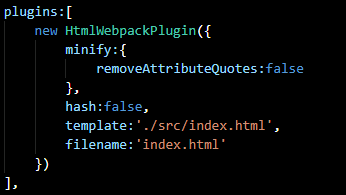 plugins:[
    new HtmlWebpackPlugin({
        minify:{
            removeAttributeQuotes:false
        },
        hash:false,
        template:'./src/index.html',
        filename:'index.html'
    })
],